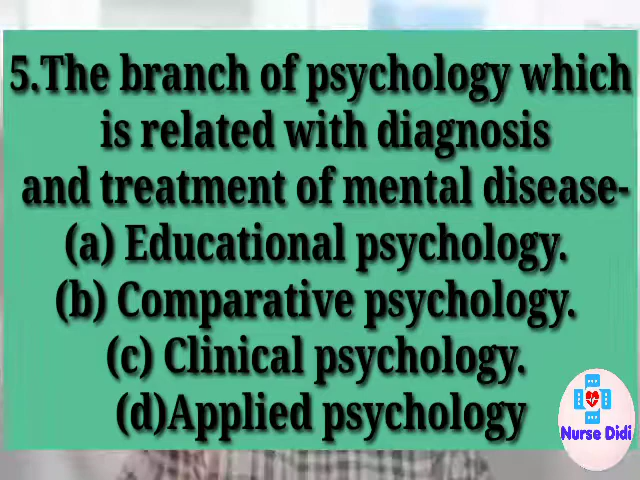 5.The branch of psychology which
is related with diagnosis
and treatment of mental disease-
(a) Educational psychology.
(b) Comparative psychology.
(c) Clinical psychology.
(d)Applied psychology
Nurse Didi